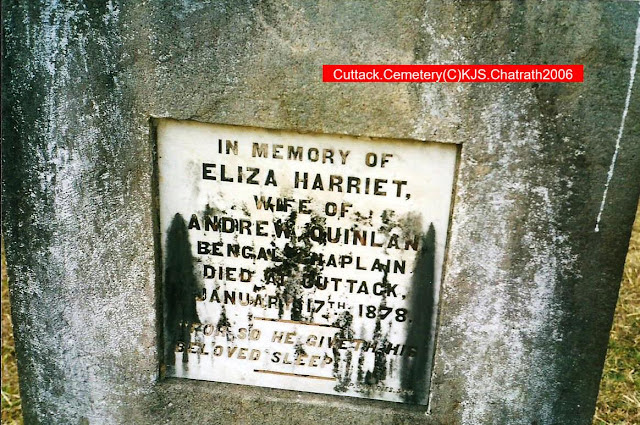 Cuttack.Cemetery(C)KJS.Chatrath2006
IN MEMORY OF
ELIZA HARRIET,
WIFE OF
ANDREW QUINLAN,
BENGAL CHAPLAIN.
DIED AT CUTTACK,
JANUARY 17TH 1878.
"FOR SO HE GIVETH HIS
BELOVED SLEEP